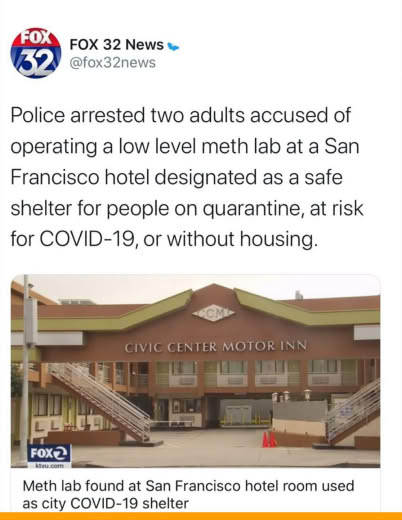 FOX
32
FOX 32 News
@fox32news
Police arrested two adults accused of
operating a low level meth lab at a San
Francisco hotel designated as a safe
shelter for people on quarantine, at risk
for COVID-19, or without housing.
CCMI
CIVIC CENTER MOTOR INN
FOX 2
ktvu.com
Meth lab found at San Francisco hotel room used
as city COVID-19 shelter